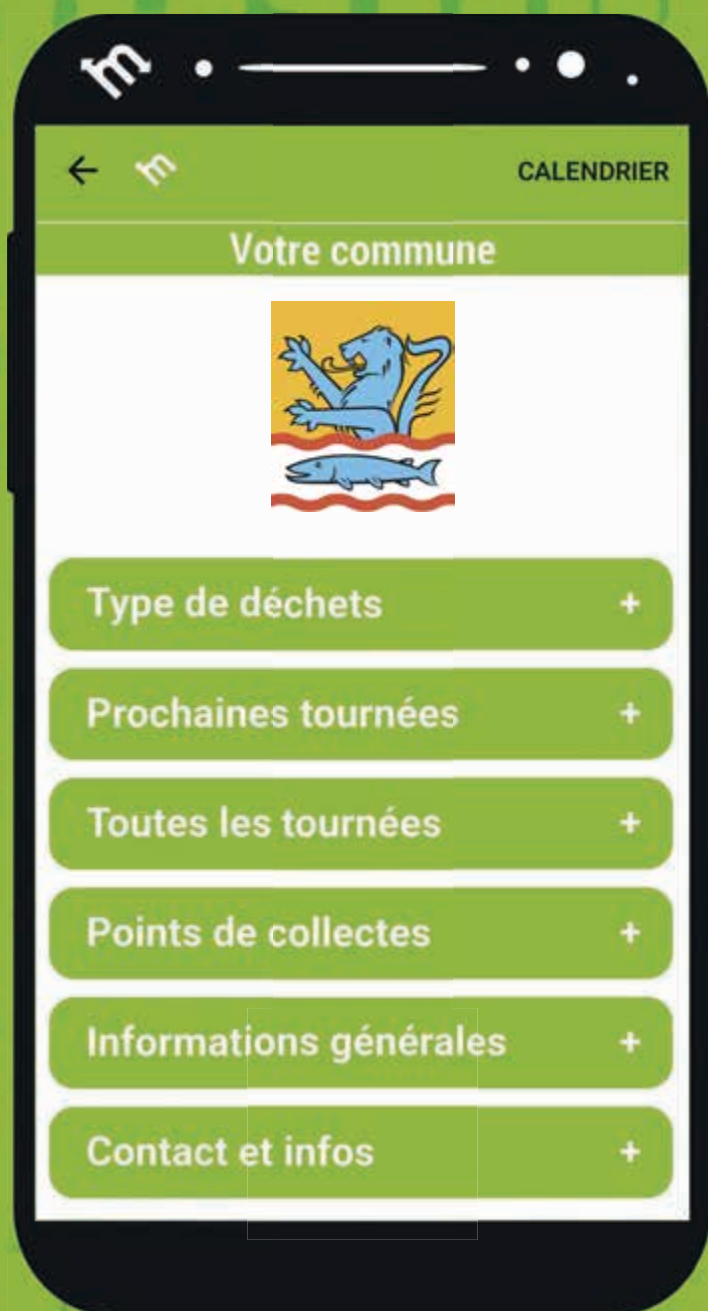 CALENDRIER
Votre commune
Type de déchets +
Prochaines tournées +
Toutes les tournées +
Points de collectes +
Informations générales +
Contact et infos +